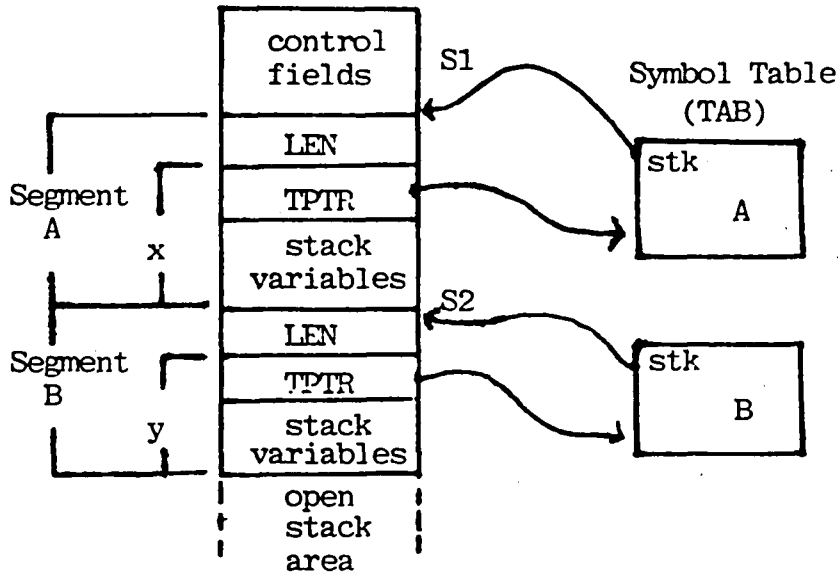 control
fields
S1
Symbol Table
(TAB)
LEN
stk
Segment
A
TPTR
A
x
stack
variables
S2
LEN
stk
Segment
B
TPTR
B
y
stack
variables
open
stack
area